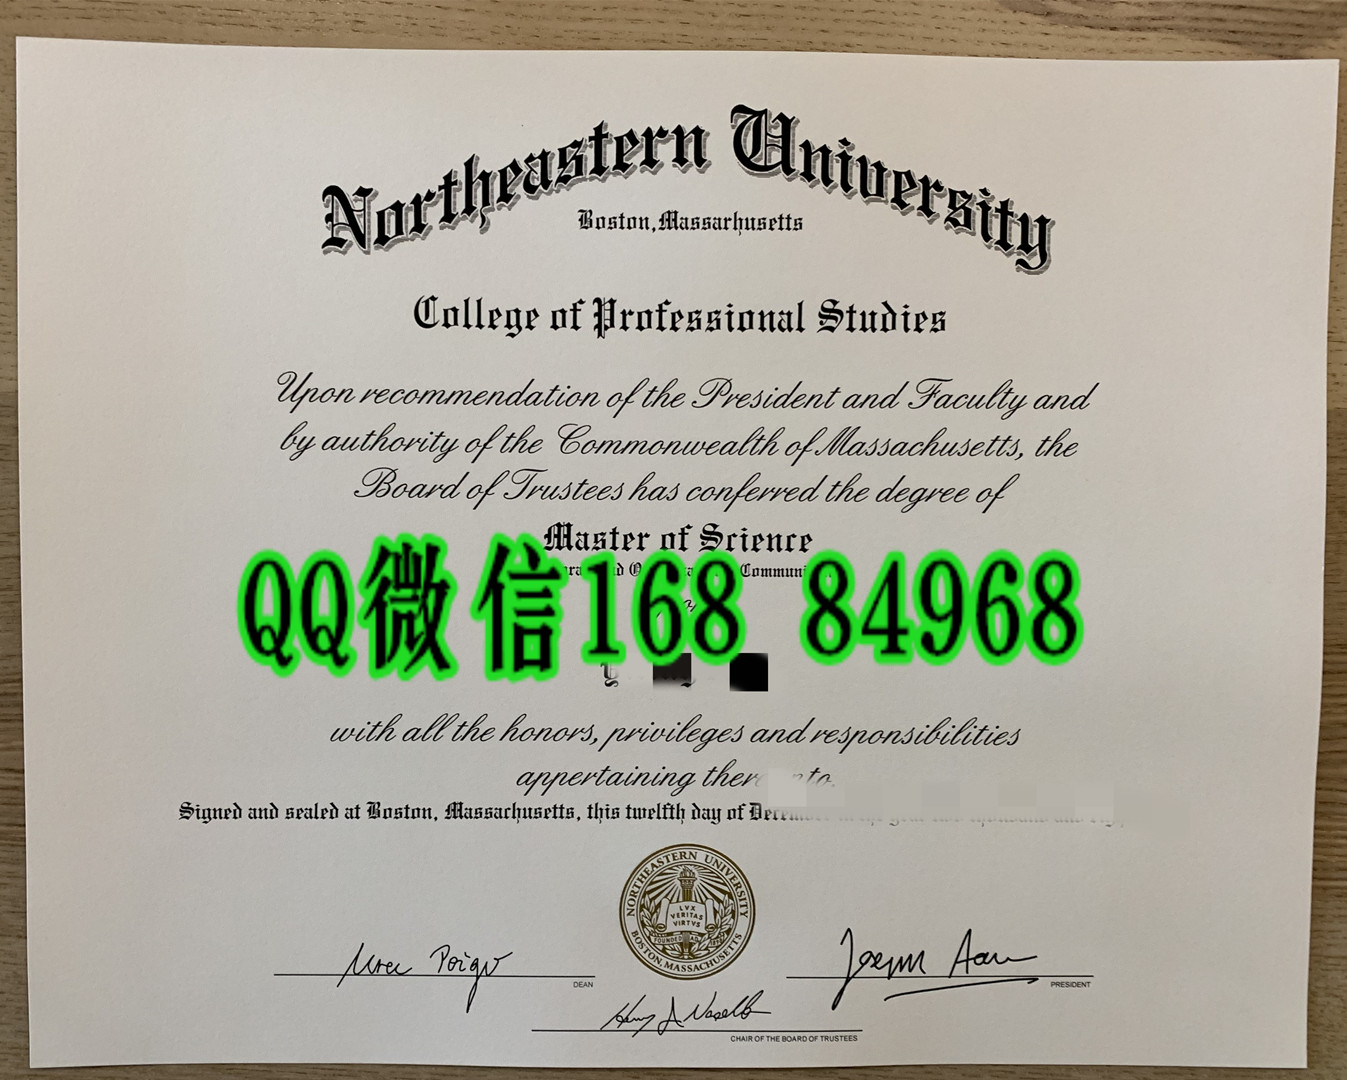 Northeastern University
Boston, Massachusetts
College of Professional Studies
Upon recommendation of the President and Faculty and
by authority of the Commonwealth of Massachusetts, the
Board of Trustees has conferred the degree of
Master of Science
QQ微信168 84968
with all the honors, privileges and responsibilities
appertaining
Signed and sealed at Boston, Massachusetts, this twelfth day of December
NORTHEASTERN UNIVERSITY
LVX
VERITAS
VIRTVS
FOUNDED AD
BOSTON, MASSACHUSETTS
DEAN
PRESIDENT
CHAIR OF THE BOARD OF TRUSTEES